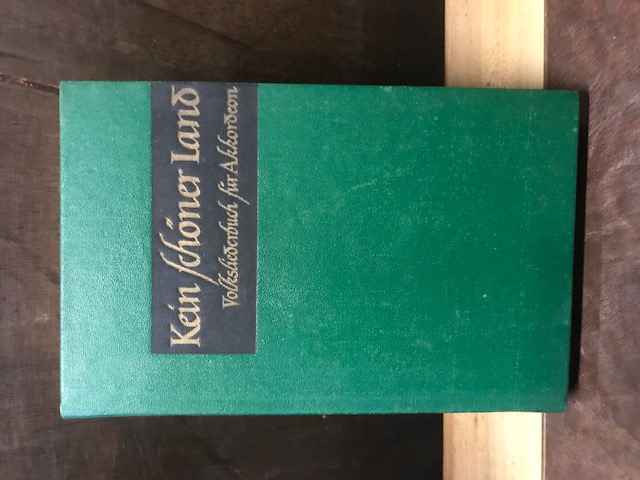 Kein schöner Land
Volksliederbuch für Akkordeon